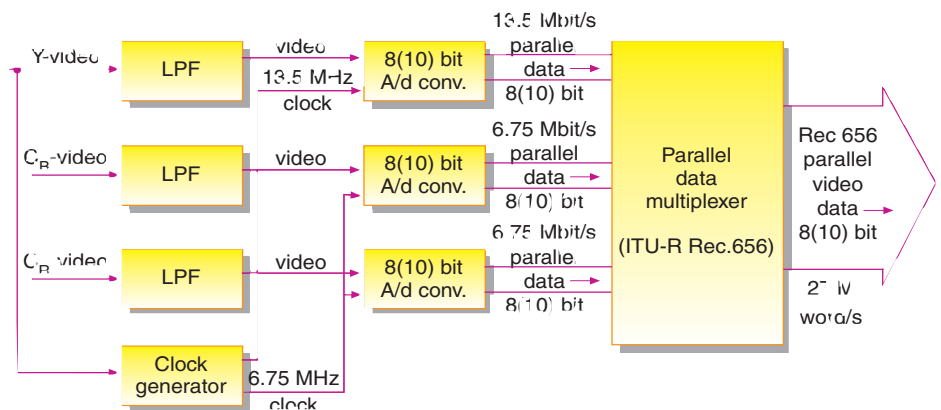 Y-video
LPF
video
13.5 MHz
clock
8(10) bit
A/d conv.
13.5 Mbit/s
parallel
data
8(10) bit
CB-video
LPF
video
8(10) bit
A/d conv.
6.75 Mbit/s
parallel
data
8(10) bit
video
LPF
video
8(10) bit
A/d conv.
6.75 Mbit/s
parallel
data
8(10) bit
Clock
generator
6.75 MHz
clock
Parallel
data
multiplexer
(ITU-R Rec.656)
Rec 656
parallel
video
data
8(10) bit
word/s